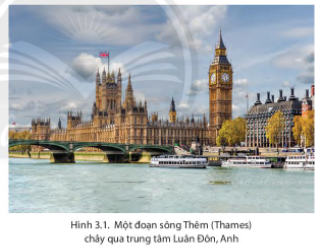 Hình 3.1. Một đoạn sông Thêm (Thames)
chảy qua trung tâm Luân Đôn, Anh